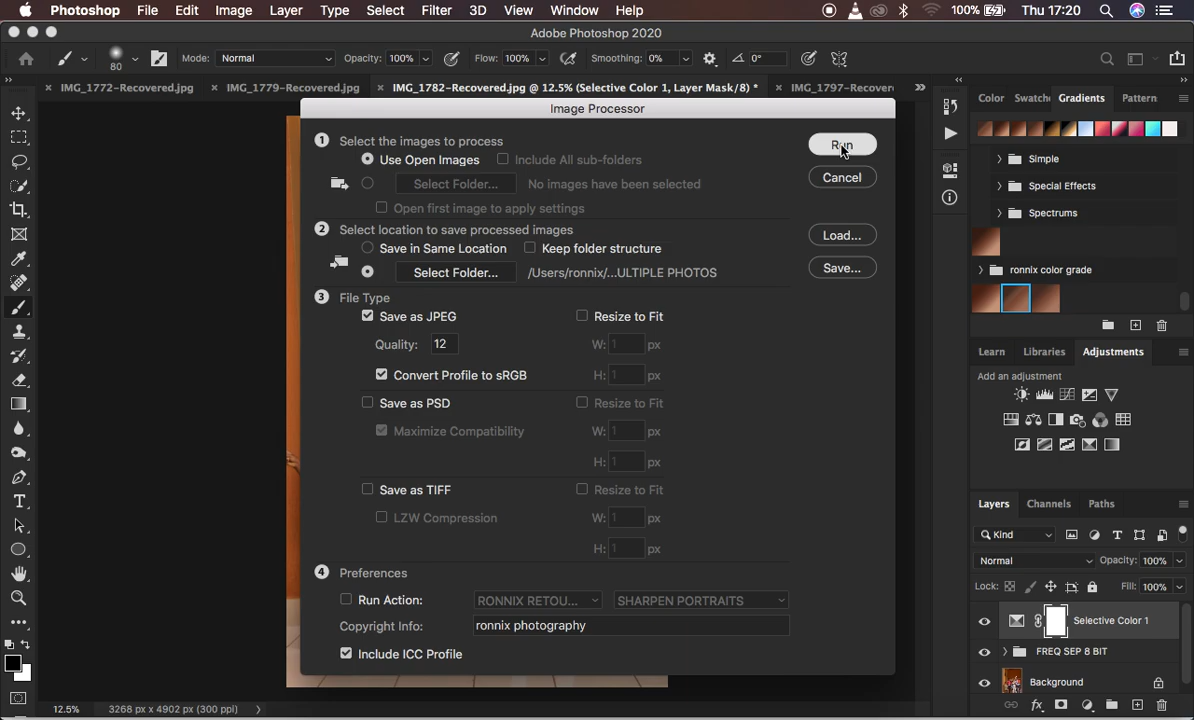 Photoshop File Edit Image Layer Type Select Filter 3D View Window Help 100% Thu 17:20
Adobe Photoshop 2020
80 Mode: Normal Opacity: 100% Flow: 100% Smoothing: 0% 0°
IMG_1772-Recovered.jpg IMG_1779-Recovered.jpg IMG_1782-Recovered.jpg @ 12.5% (Selective Color 1, Layer Mask/8) * IMG_1797-Recovere
Image Processor
1 Select the images to process
Use Open Images Include All sub-folders
Select Folder... No images have been selected
Open first image to apply settings
2 Select location to save processed images
Save in Same Location Keep folder structure
Select Folder... /Users/ronnix/...ULTIPLE PHOTOS
3 File Type
Save as JPEG Resize to Fit
Quality: 12 W: 1 px
Convert Profile to sRGB H: 1 px
Save as PSD Resize to Fit
Maximize Compatibility W: 1 px
H: 1 px
Save as TIFF Resize to Fit
LZW Compression W: 1 px
H: 1 px
4 Preferences
Run Action: RONNIX RETOU... SHARPEN PORTRAITS
Copyright Info: ronnix photography
Include ICC Profile
Run
Cancel
Load...
Save...
Color Swatche Gradients Pattern
Simple
Special Effects
Spectrums
ronnix color grade
Learn Libraries Adjustments
Add an adjustment
Layers Channels Paths
Kind
Normal Opacity: 100%
Lock: Fill: 100%
Selective Color 1
FREQ SEP 8 BIT
Background
12.5% 3268 px x 4902 px (300 ppi)